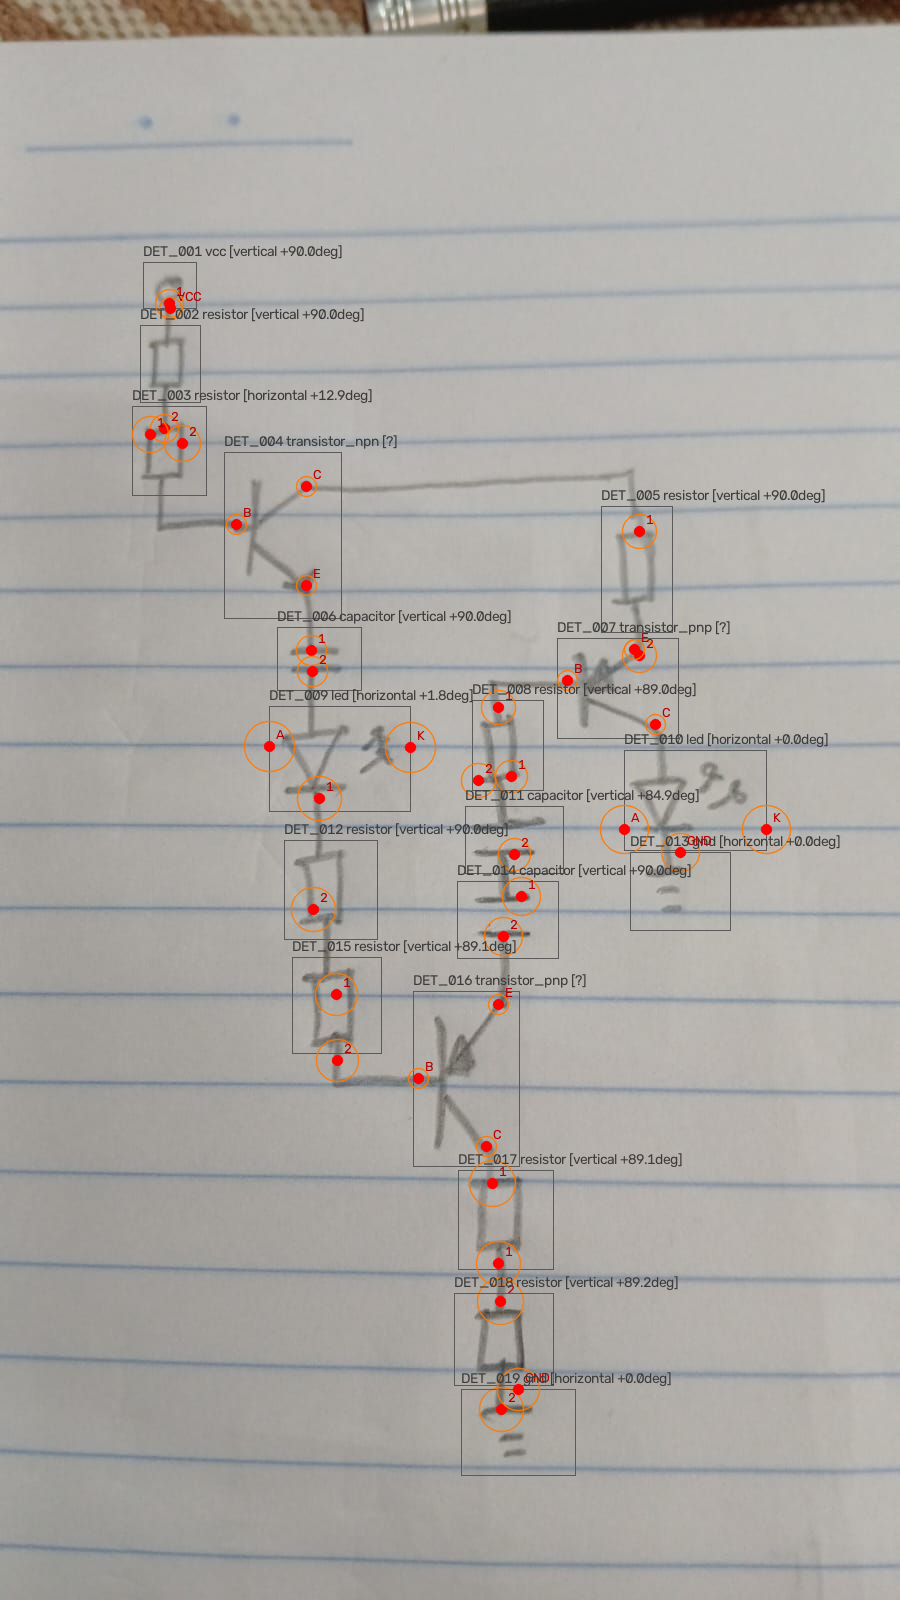 DET_001 vcc [vertical +90.0deg]
1
VCC
DET_002 resistor [vertical +90.0deg]
DET_003 resistor [horizontal +12.9deg]
1
2
2
DET_004 transistor_npn [?]
C
B
E
DET_005 resistor [vertical +90.0deg]
1
DET_006 capacitor [vertical +90.0deg]
1
2
DET_007 transistor_pnp [?]
E
2
B
C
DET_009 led [horizontal +1.8deg]
A
K
1
DET_008 resistor [vertical +89.0deg]
1
2
1
DET_010 led [horizontal +0.0deg]
A
K
DET_011 capacitor [vertical +84.9deg]
2
DET_012 resistor [vertical +90.0deg]
2
DET_013 gnd [horizontal +0.0deg]
GND
DET_014 capacitor [vertical +90.0deg]
1
2
DET_015 resistor [vertical +89.1deg]
1
2
DET_016 transistor_pnp [?]
E
B
C
DET_017 resistor [vertical +89.1deg]
1
1
DET_018 resistor [vertical +89.2deg]
2
DET_019 gnd [horizontal +0.0deg]
GND
2